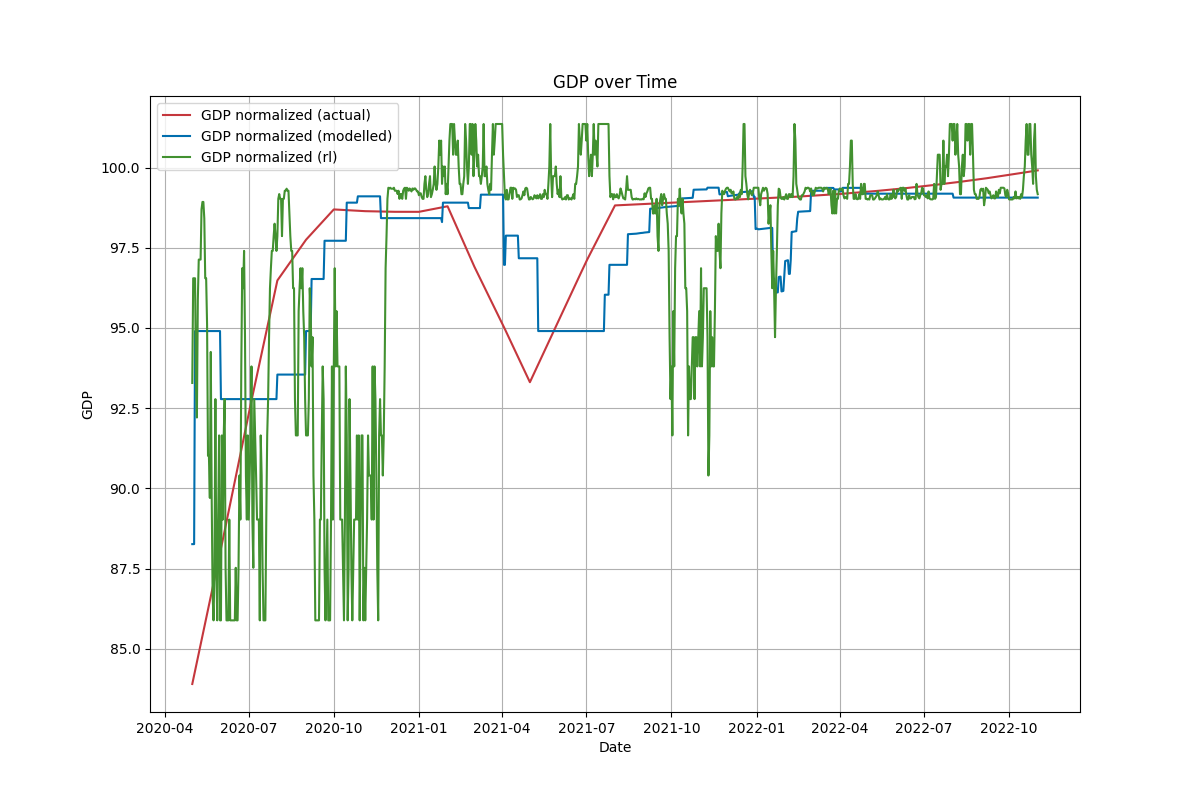 GDP over Time
GDP normalized (actual)
GDP normalized (modelled)
GDP normalized (rl)
100.0
97.5
95.0
92.5
90.0
87.5
85.0
GDP
2020-04 2020-07 2020-10 2021-01 2021-04 2021-07 2021-10 2022-01 2022-04 2022-07 2022-10
Date